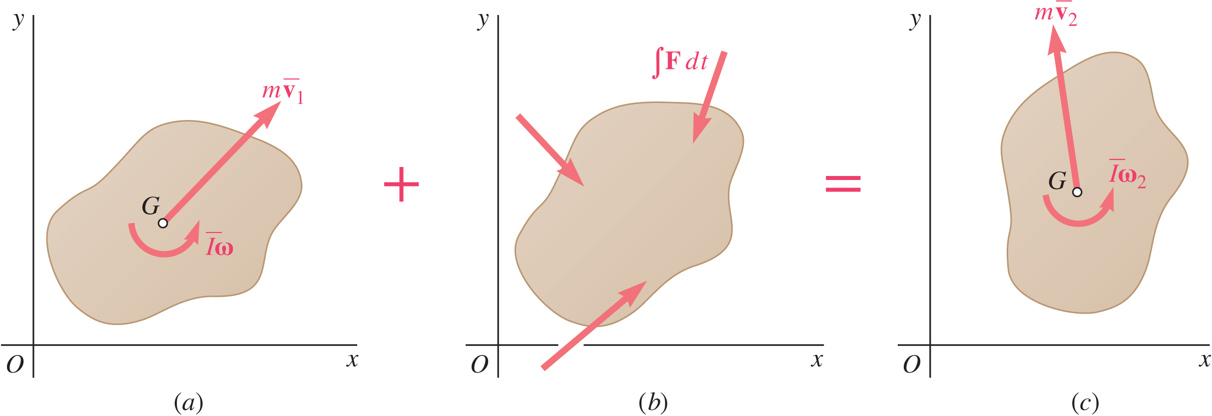 y
mv̄₁
G
Īω
O
x
(a)
+
y
∫F dt
O
x
(b)
=
y
mv̄₂
G
Īω₂
O
x
(c)